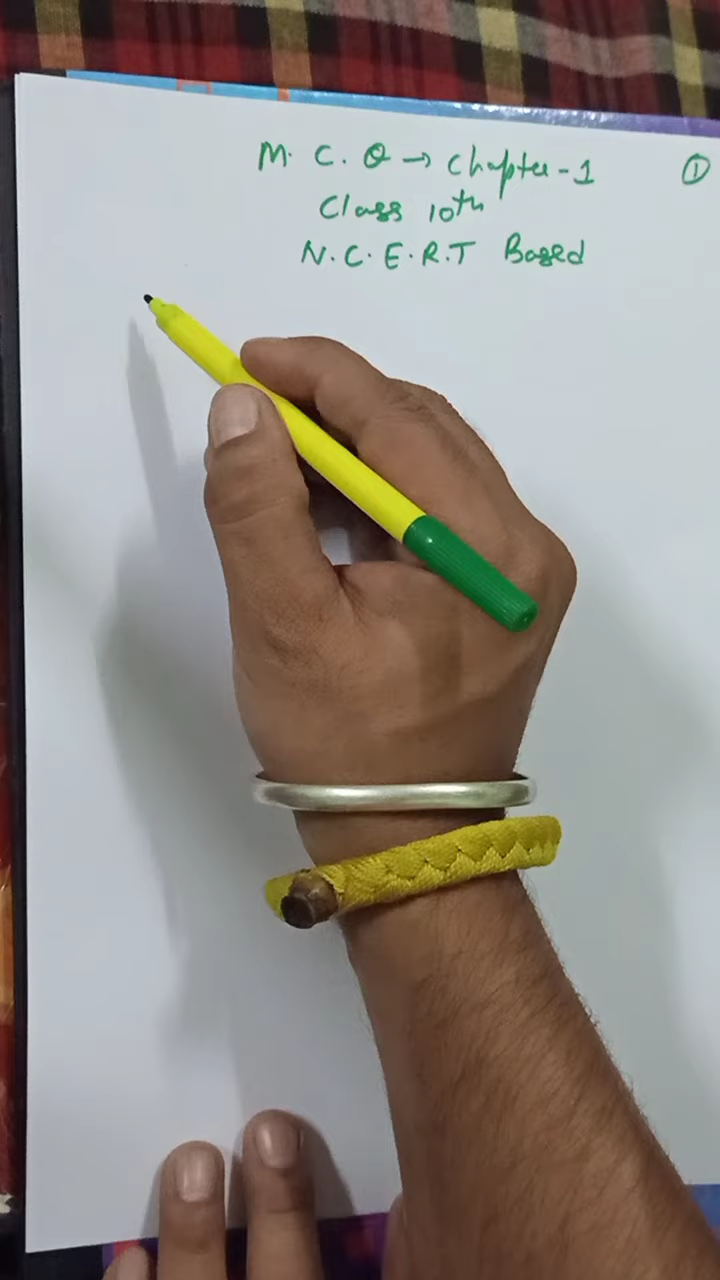 M. C. Q → Chapter-1
①
Class 10th
N.C.E.R.T Based